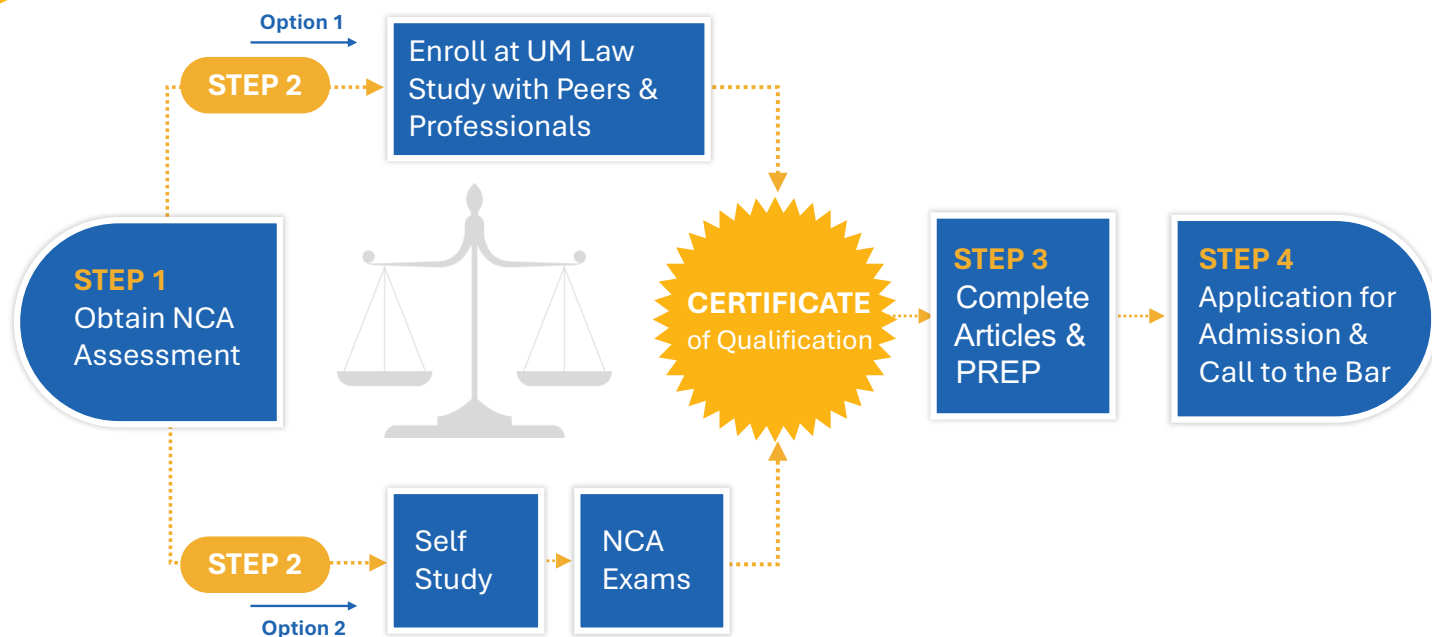 Option 1
STEP 2
Enroll at UM Law
Study with Peers &
Professionals
STEP 1
Obtain NCA
Assessment
CERTIFICATE
of Qualification
STEP 3
Complete
Articles &
PREP
STEP 4
Application for
Admission &
Call to the Bar
STEP 2
Option 2
Self
Study
NCA
Exams